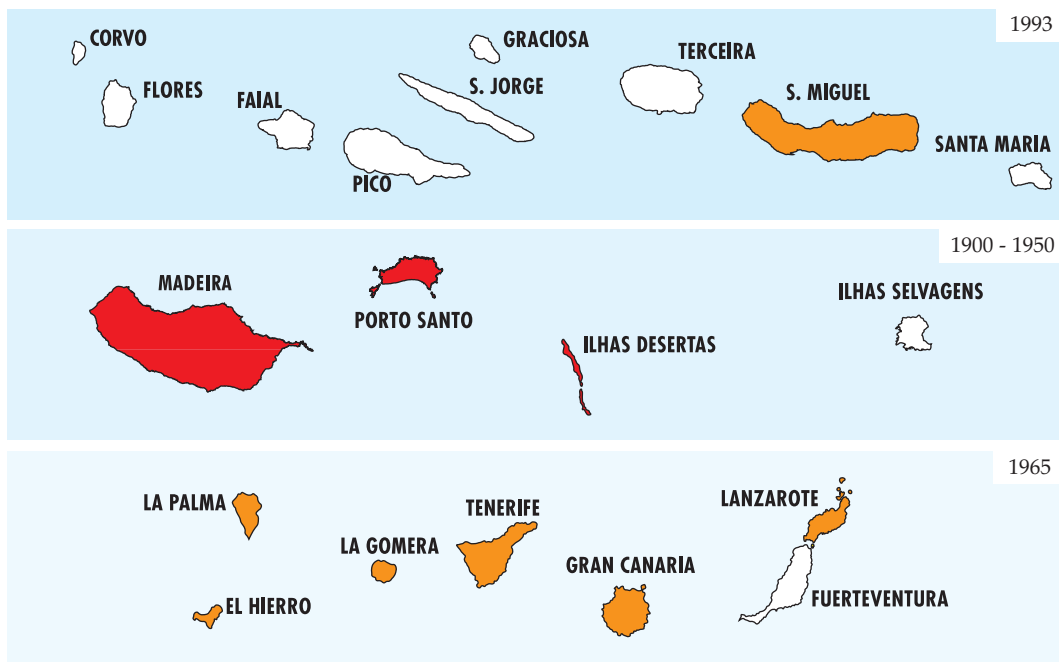 1993
CORVO
GRACIOSA
TERCEIRA
FLORES
S. JORGE
S. MIGUEL
FAIAL
SANTA MARIA
PICO
1900 - 1950
MADEIRA
ILHAS SELVAGENS
PORTO SANTO
ILHAS DESERTAS
1965
LA PALMA
TENERIFE
LANZAROTE
LA GOMERA
GRAN CANARIA
EL HIERRO
FUERTEVENTURA